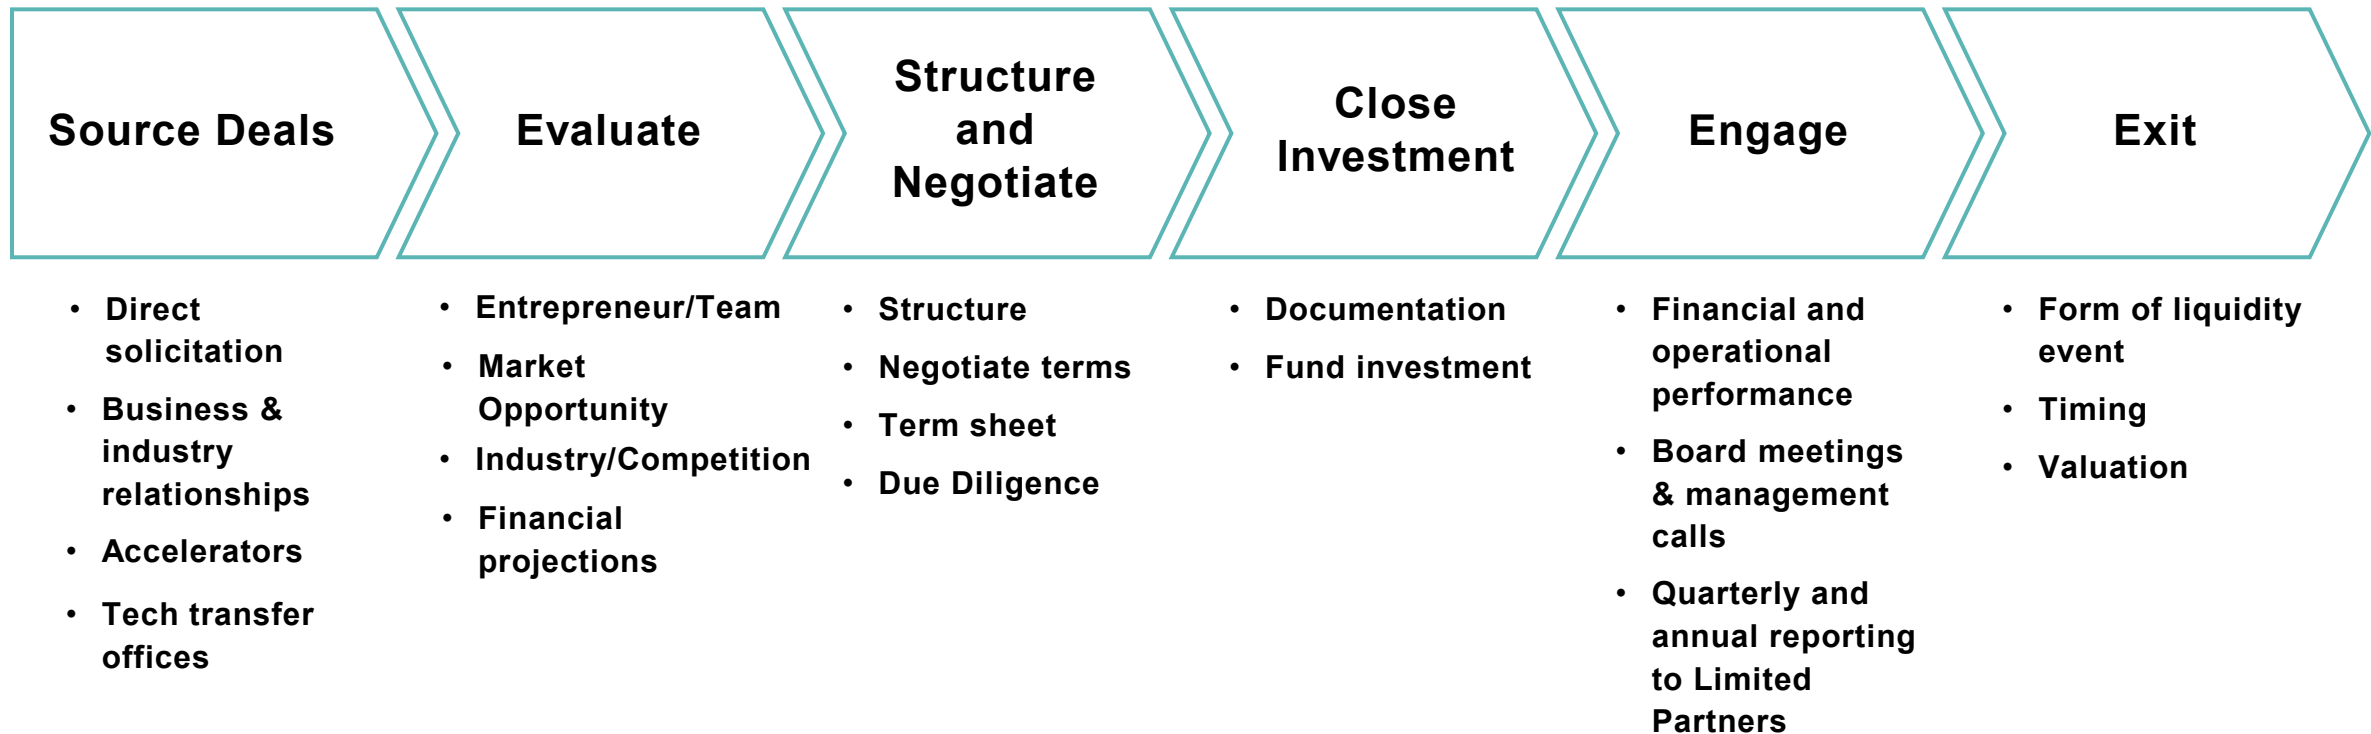 Source Deals
Evaluate
Structure
and
Negotiate
Close
Investment
Engage
Exit
• Direct
solicitation
• Business &
industry
relationships
• Accelerators
• Tech transfer
offices
• Entrepreneur/Team
• Market
Opportunity
• Industry/Competition
• Financial
projections
• Structure
• Negotiate terms
• Term sheet
• Due Diligence
• Documentation
• Fund investment
• Financial and
operational
performance
• Board meetings
& management
calls
• Quarterly and
annual reporting
to Limited
Partners
• Form of liquidity
event
• Timing
• Valuation